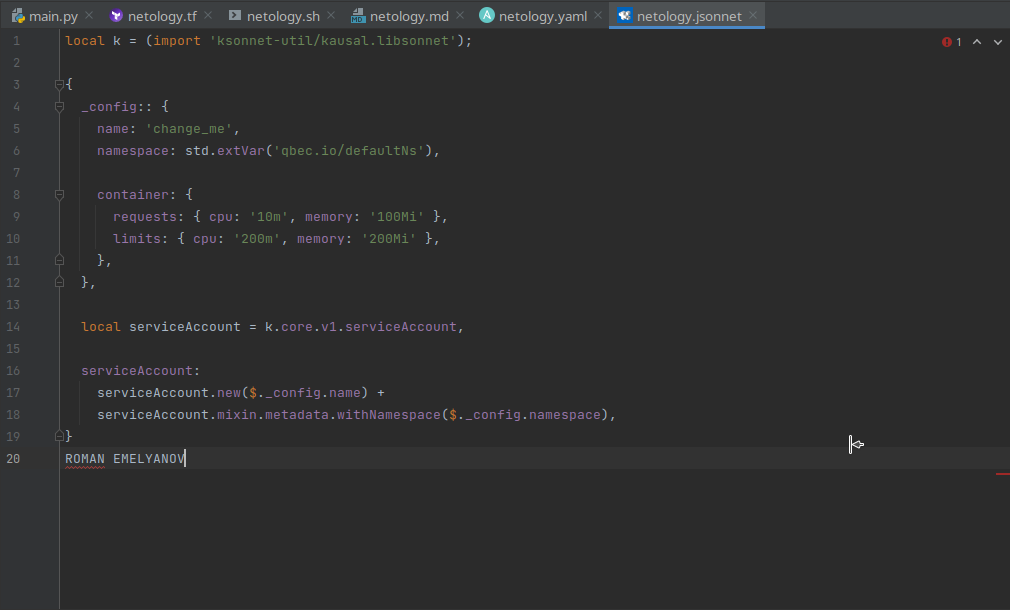 main.py netology.tf netology.sh netology.md netology.yaml netology.jsonnet
1 local k = (import 'ksonnet-util/kausal.libsonnet'); 1
2
3 {
4   _config:: {
5     name: 'change_me',
6     namespace: std.extVar('qbec.io/defaultNs'),
7
8     container: {
9       requests: { cpu: '10m', memory: '100Mi' },
10       limits: { cpu: '200m', memory: '200Mi' },
11     },
12   },
13
14   local serviceAccount = k.core.v1.serviceAccount,
15
16   serviceAccount:
17     serviceAccount.new($._config.name) +
18     serviceAccount.mixin.metadata.withNamespace($._config.namespace),
19 }
20 ROMAN EMELYANOV